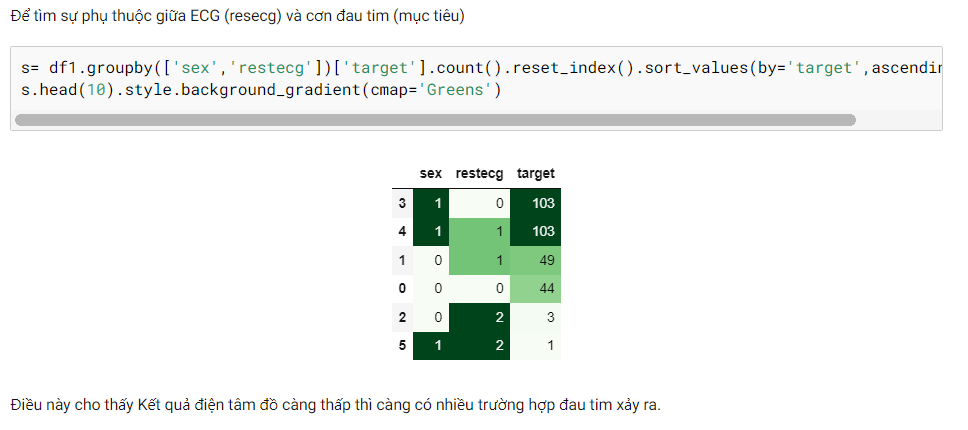 Để tìm sự phụ thuộc giữa ECG (resecg) và cơn đau tim (mục tiêu)
s= df1.groupby(['sex','restecg'])['target'].count().reset_index().sort_values(by='target',ascendin
s.head(10).style.background_gradient(cmap='Greens')
sex restecg target
3 1 0 103
4 1 1 103
1 0 1 49
0 0 0 44
2 0 2 3
5 1 2 1
Điều này cho thấy Kết quả điện tâm đồ càng thấp thì càng có nhiều trường hợp đau tim xảy ra.